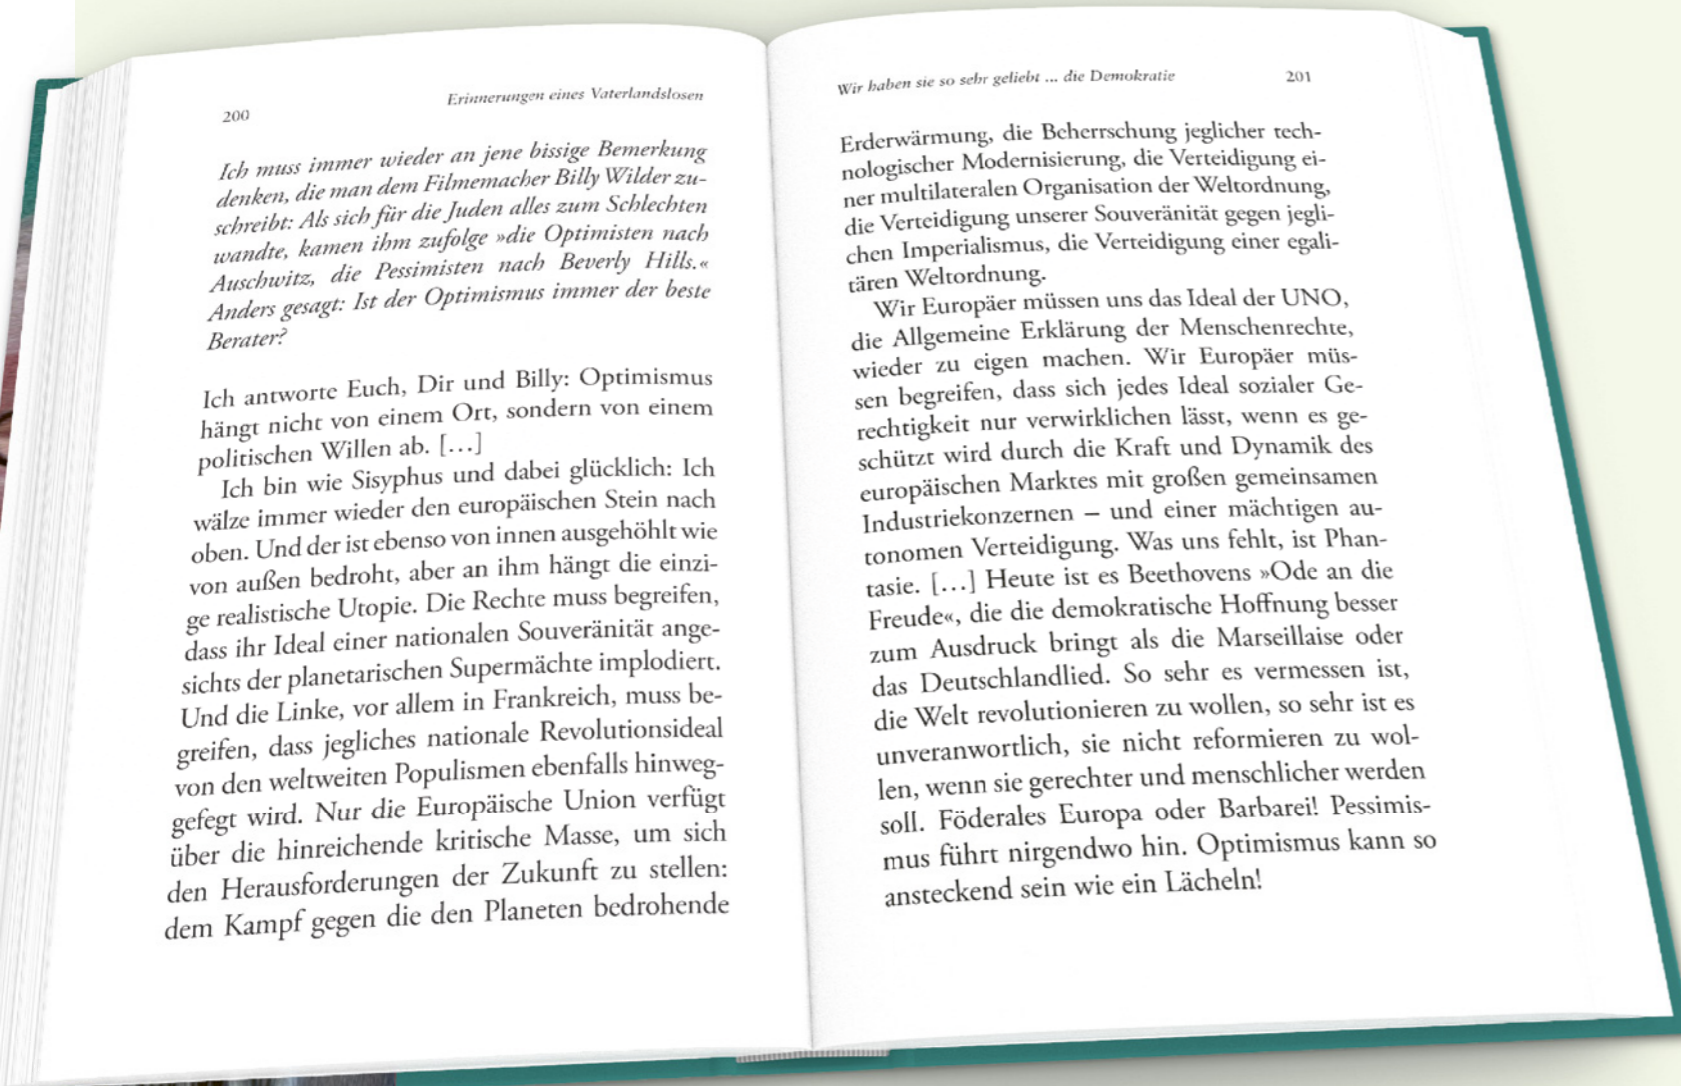 200
Erinnerungen eines Vaterlandslosen
Ich muss immer wieder an jene bissige Bemerkung
denken, die man dem Filmemacher Billy Wilder zu-
schreibt: Als sich für die Juden alles zum Schlechten
wandte, kamen ihm zufolge »die Optimisten nach
Auschwitz, die Pessimisten nach Beverly Hills.«
Anders gesagt: Ist der Optimismus immer der beste
Berater?
Ich antworte Euch, Dir und Billy: Optimismus
hängt nicht von einem Ort, sondern von einem
politischen Willen ab. […]
Ich bin wie Sisyphus und dabei glücklich: Ich
wälze immer wieder den europäischen Stein nach
oben. Und der ist ebenso von innen ausgehöhlt wie
von außen bedroht, aber an ihm hängt die einzi-
ge realistische Utopie. Die Rechte muss begreifen,
dass ihr Ideal einer nationalen Souveränität ange-
sichts der planetarischen Supermächte implodiert.
Und die Linke, vor allem in Frankreich, muss be-
greifen, dass jegliches nationale Revolutionsideal
von den weltweiten Populismen ebenfalls hinweg-
gefegt wird. Nur die Europäische Union verfügt
über die hinreichende kritische Masse, um sich
den Herausforderungen der Zukunft zu stellen:
dem Kampf gegen die den Planeten bedrohende
Wir haben sie so sehr geliebt ... die Demokratie
201
Erderwärmung, die Beherrschung jeglicher tech-
nologischer Modernisierung, die Verteidigung ei-
ner multilateralen Organisation der Weltordnung,
die Verteidigung unserer Souveränität gegen jegli-
chen Imperialismus, die Verteidigung einer egali-
tären Weltordnung.
Wir Europäer müssen uns das Ideal der UNO,
die Allgemeine Erklärung der Menschenrechte,
wieder zu eigen machen. Wir Europäer müs-
sen begreifen, dass sich jedes Ideal sozialer Ge-
rechtigkeit nur verwirklichen lässt, wenn es ge-
schützt wird durch die Kraft und Dynamik des
europäischen Marktes mit großen gemeinsamen
Industriekonzernen – und einer mächtigen au-
tonomen Verteidigung. Was uns fehlt, ist Phan-
tasie. […] Heute ist es Beethovens »Ode an die
Freude«, die die demokratische Hoffnung besser
zum Ausdruck bringt als die Marseillaise oder
das Deutschlandlied. So sehr es vermessen ist,
die Welt revolutionieren zu wollen, so sehr ist es
unveranwortlich, sie nicht reformieren zu wol-
len, wenn sie gerechter und menschlicher werden
soll. Föderales Europa oder Barbarei! Pessimis-
mus führt nirgendwo hin. Optimismus kann so
ansteckend sein wie ein Lächeln!